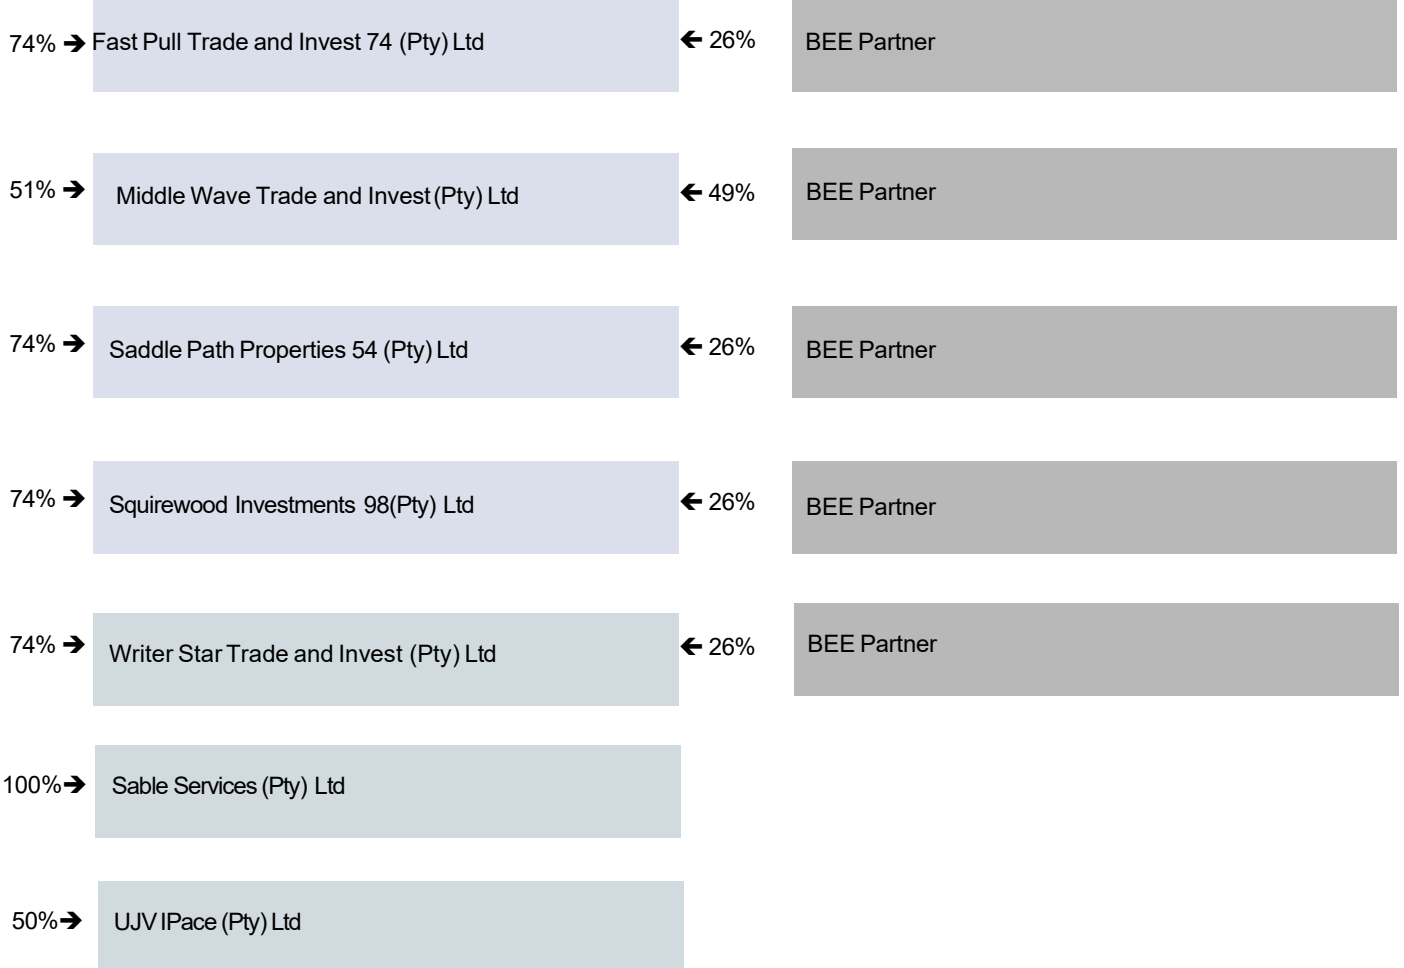 74% → Fast Pull Trade and Invest 74 (Pty) Ltd ← 26% BEE Partner
51% → Middle Wave Trade and Invest (Pty) Ltd ← 49% BEE Partner
74% → Saddle Path Properties 54 (Pty) Ltd ← 26% BEE Partner
74% → Squirewood Investments 98(Pty) Ltd ← 26% BEE Partner
74% → Writer Star Trade and Invest (Pty) Ltd ← 26% BEE Partner
100%→ Sable Services (Pty) Ltd
50%→ UJV IPace (Pty) Ltd